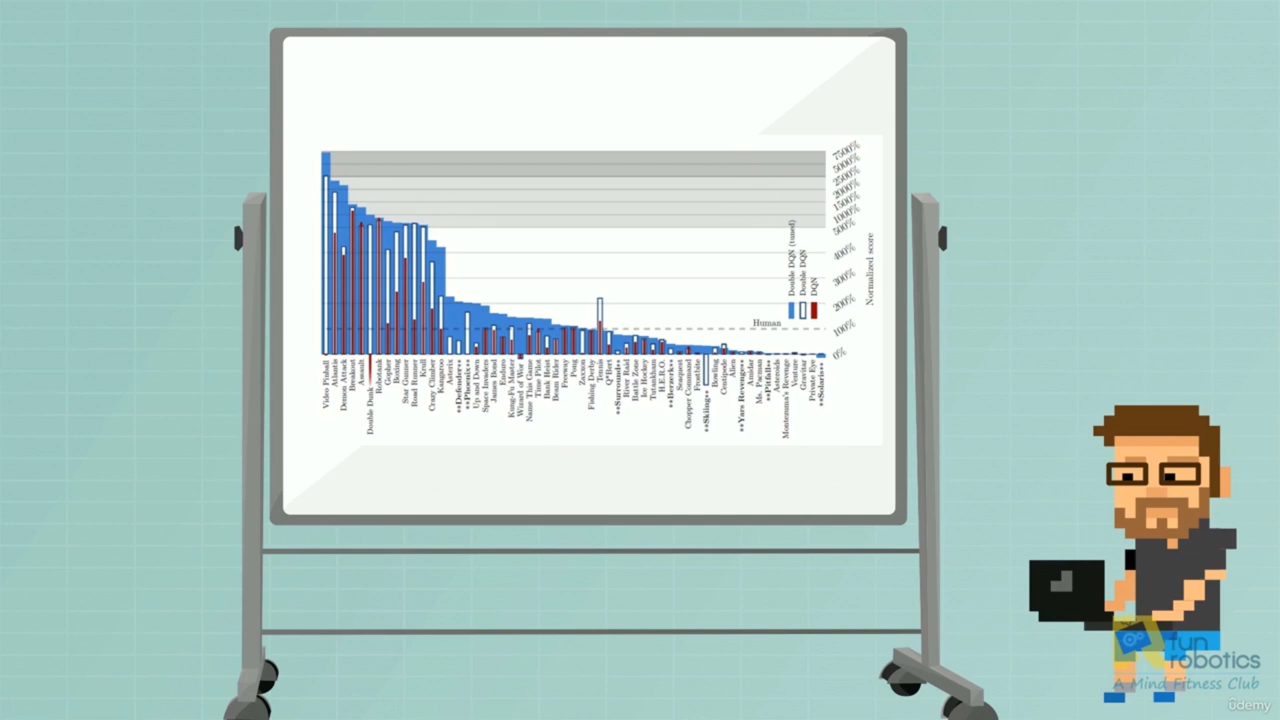 7500%
5000%
2500%
2000%
1500%
1000%
500%
400%
300%
200%
100%
0%
Normalized score
Double DQN (tuned)
Double DQN
DQN
Human
Video Pinball
Atlantis
Demon Attack
Breakout
Assault
Double Dunk
Robotank
Gopher
Boxing
Star Gunner
Road Runner
Krull
Crazy Climber
Kangaroo
Asterix
**Defender**
**Phoenix**
Up and Down
Space Invaders
James Bond
Enduro
Kung-Fu Master
Wizard of Wor
Name This Game
Time Pilot
Bank Heist
Beam Rider
Freeway
Pong
Zaxxon
Fishing Derby
Tennis
Q*Bert
**Surround**
River Raid
Battle Zone
Ice Hockey
Tutankham
H.E.R.O.
**Berzerk**
Seaquest
Chopper Command
Frostbite
**Skiing**
Bowling
Centipede
Alien
**Yars Revenge**
Amidar
Ms. Pacman
**Pitfall**
Asteroids
Montezuma's Revenge
Venture
Gravitar
Private Eye
**Solaris**
fun
robotics
A Mind Fitness Club
ûdemy